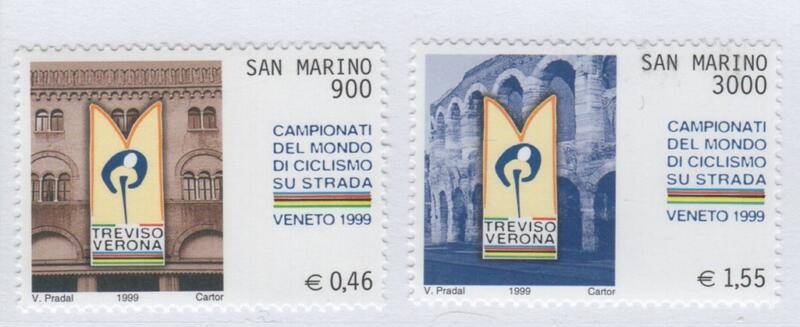 SAN MARINO
900
CAMPIONATI
DEL MONDO
DI CICLISMO
SU STRADA
VENETO 1999
TREVISO
VERONA
€ 0,46
V. Pradal 1999 Cartor
SAN MARINO
3000
CAMPIONATI
DEL MONDO
DI CICLISMO
SU STRADA
VENETO 1999
TREVISO
VERONA
€ 1,55
V. Pradal 1999 Cartor